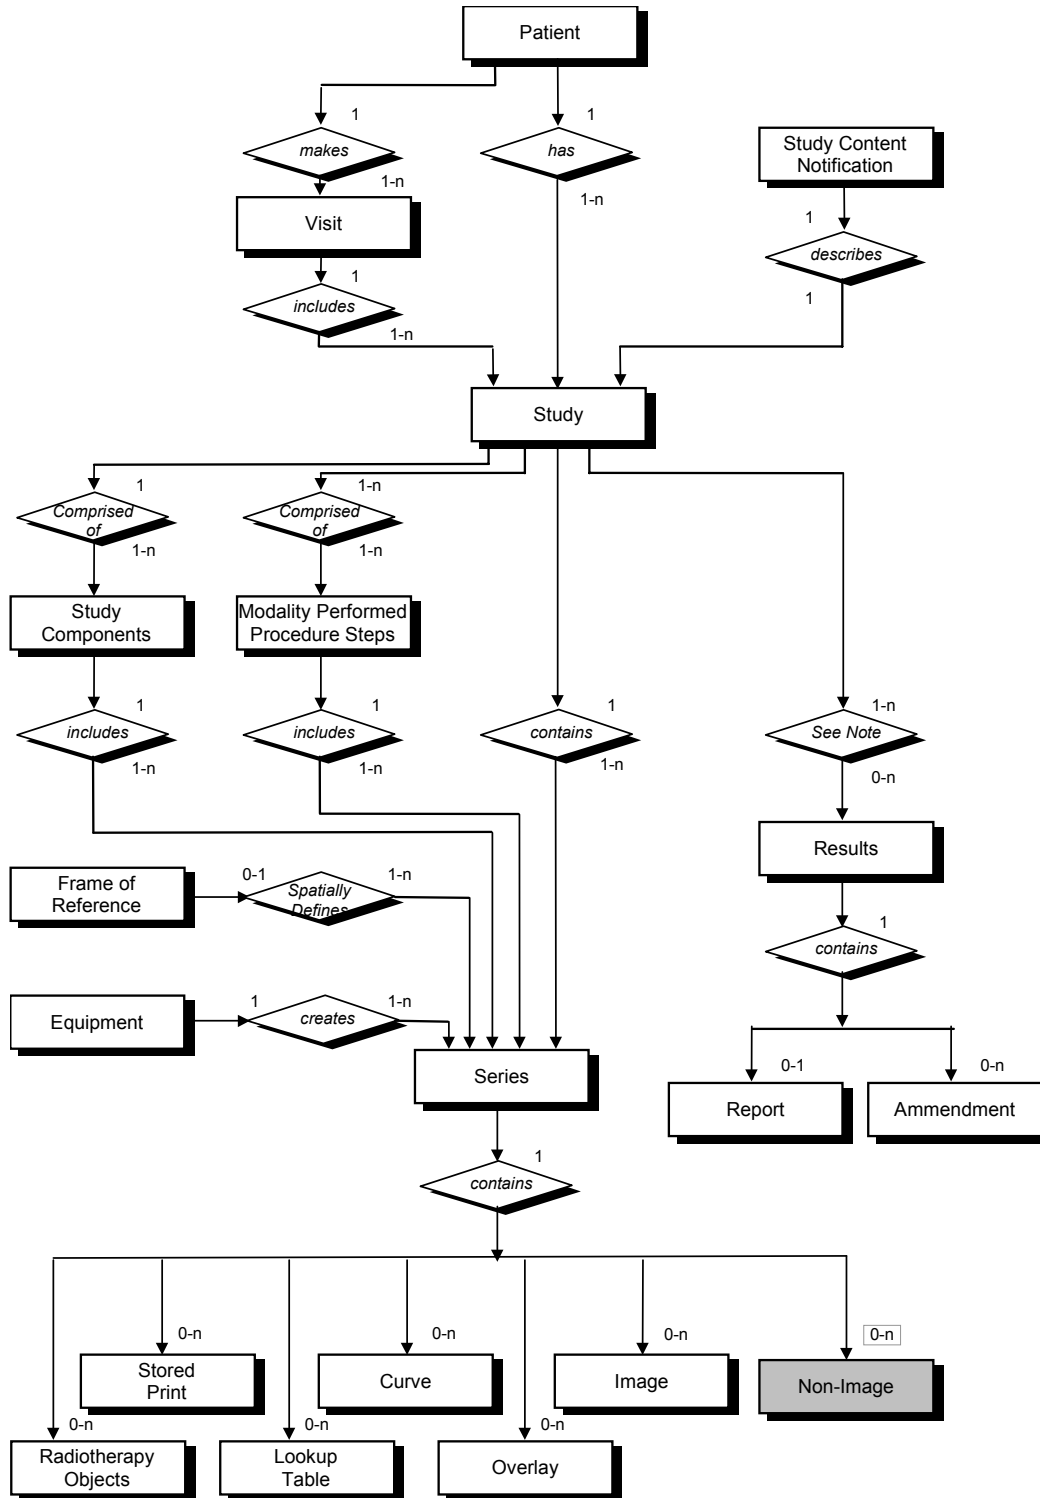 Patient
1
1
makes
has
Study Content
Notification
1-n
1-n
Visit
1
describes
1
includes
1
1-n
Study
1
1-n
Comprised
of
Comprised
of
1-n
1-n
Study
Components
Modality Performed
Procedure Steps
1
1
1
1-n
includes
includes
contains
See Note
1-n
1-n
1-n
0-n
Results
Frame of
Reference
0-1
Spatially
Defines
1-n
1
contains
Equipment
1
creates
1-n
Series
0-1
0-n
Report
Ammendment
1
contains
0-n
0-n
0-n
0-n
Stored
Print
Curve
Image
Non-Image
0-n
0-n
0-n
Radiotherapy
Objects
Lookup
Table
Overlay